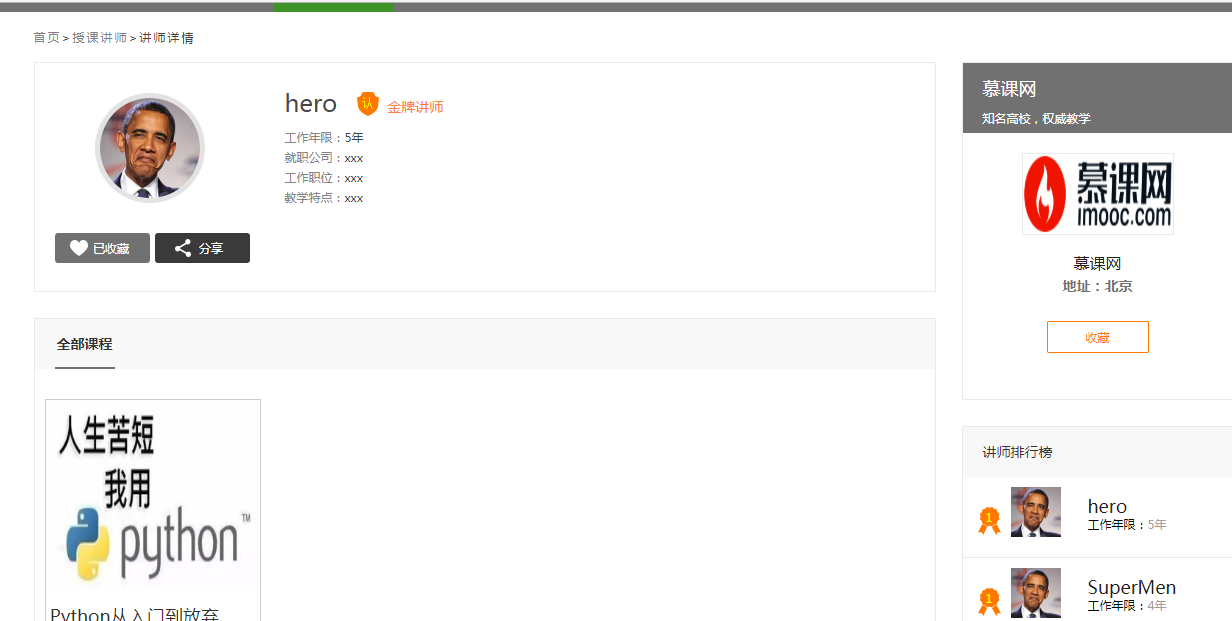 首页>授课讲师>讲师详情
hero 认 金牌讲师
工作年限：5年
就职公司：xxx
工作职位：xxx
教学特点：xxx
已收藏 分享
全部课程
人生苦短
我用
python™
Python从入门到放弃
慕课网
知名高校，权威教学
慕课网
imooc.com
慕课网
地址：北京
收藏
讲师排行榜
1
hero
工作年限：5年
1
SuperMen
工作年限：4年